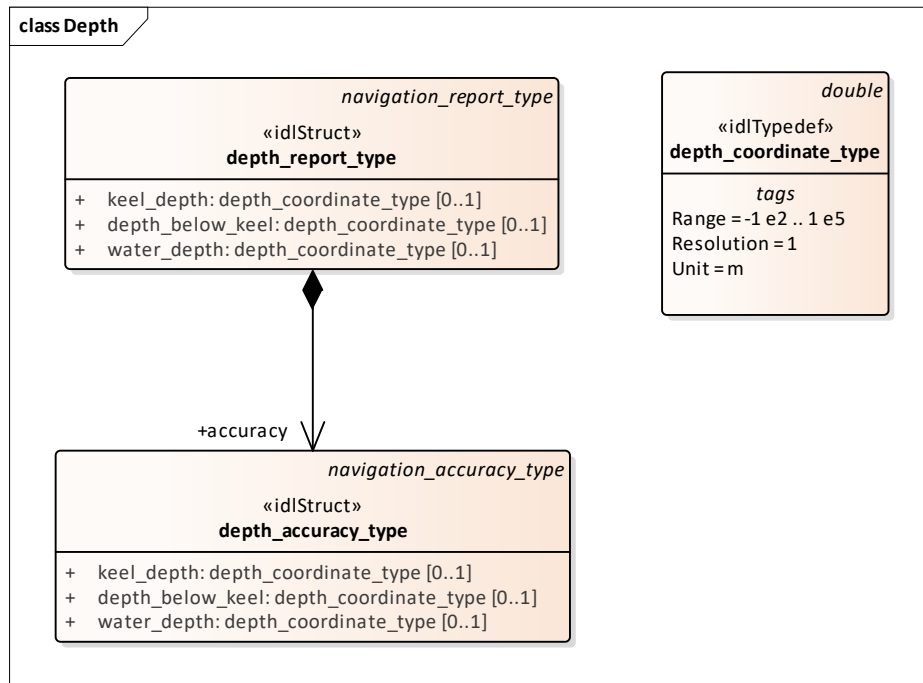 class Depth
navigation_report_type
«idlStruct»
depth_report_type
+ keel_depth: depth_coordinate_type [0..1]
+ depth_below_keel: depth_coordinate_type [0..1]
+ water_depth: depth_coordinate_type [0..1]
double
«idlTypedef»
depth_coordinate_type
tags
Range = -1 e2 .. 1 e5
Resolution = 1
Unit = m
+accuracy
navigation_accuracy_type
«idlStruct»
depth_accuracy_type
+ keel_depth: depth_coordinate_type [0..1]
+ depth_below_keel: depth_coordinate_type [0..1]
+ water_depth: depth_coordinate_type [0..1]